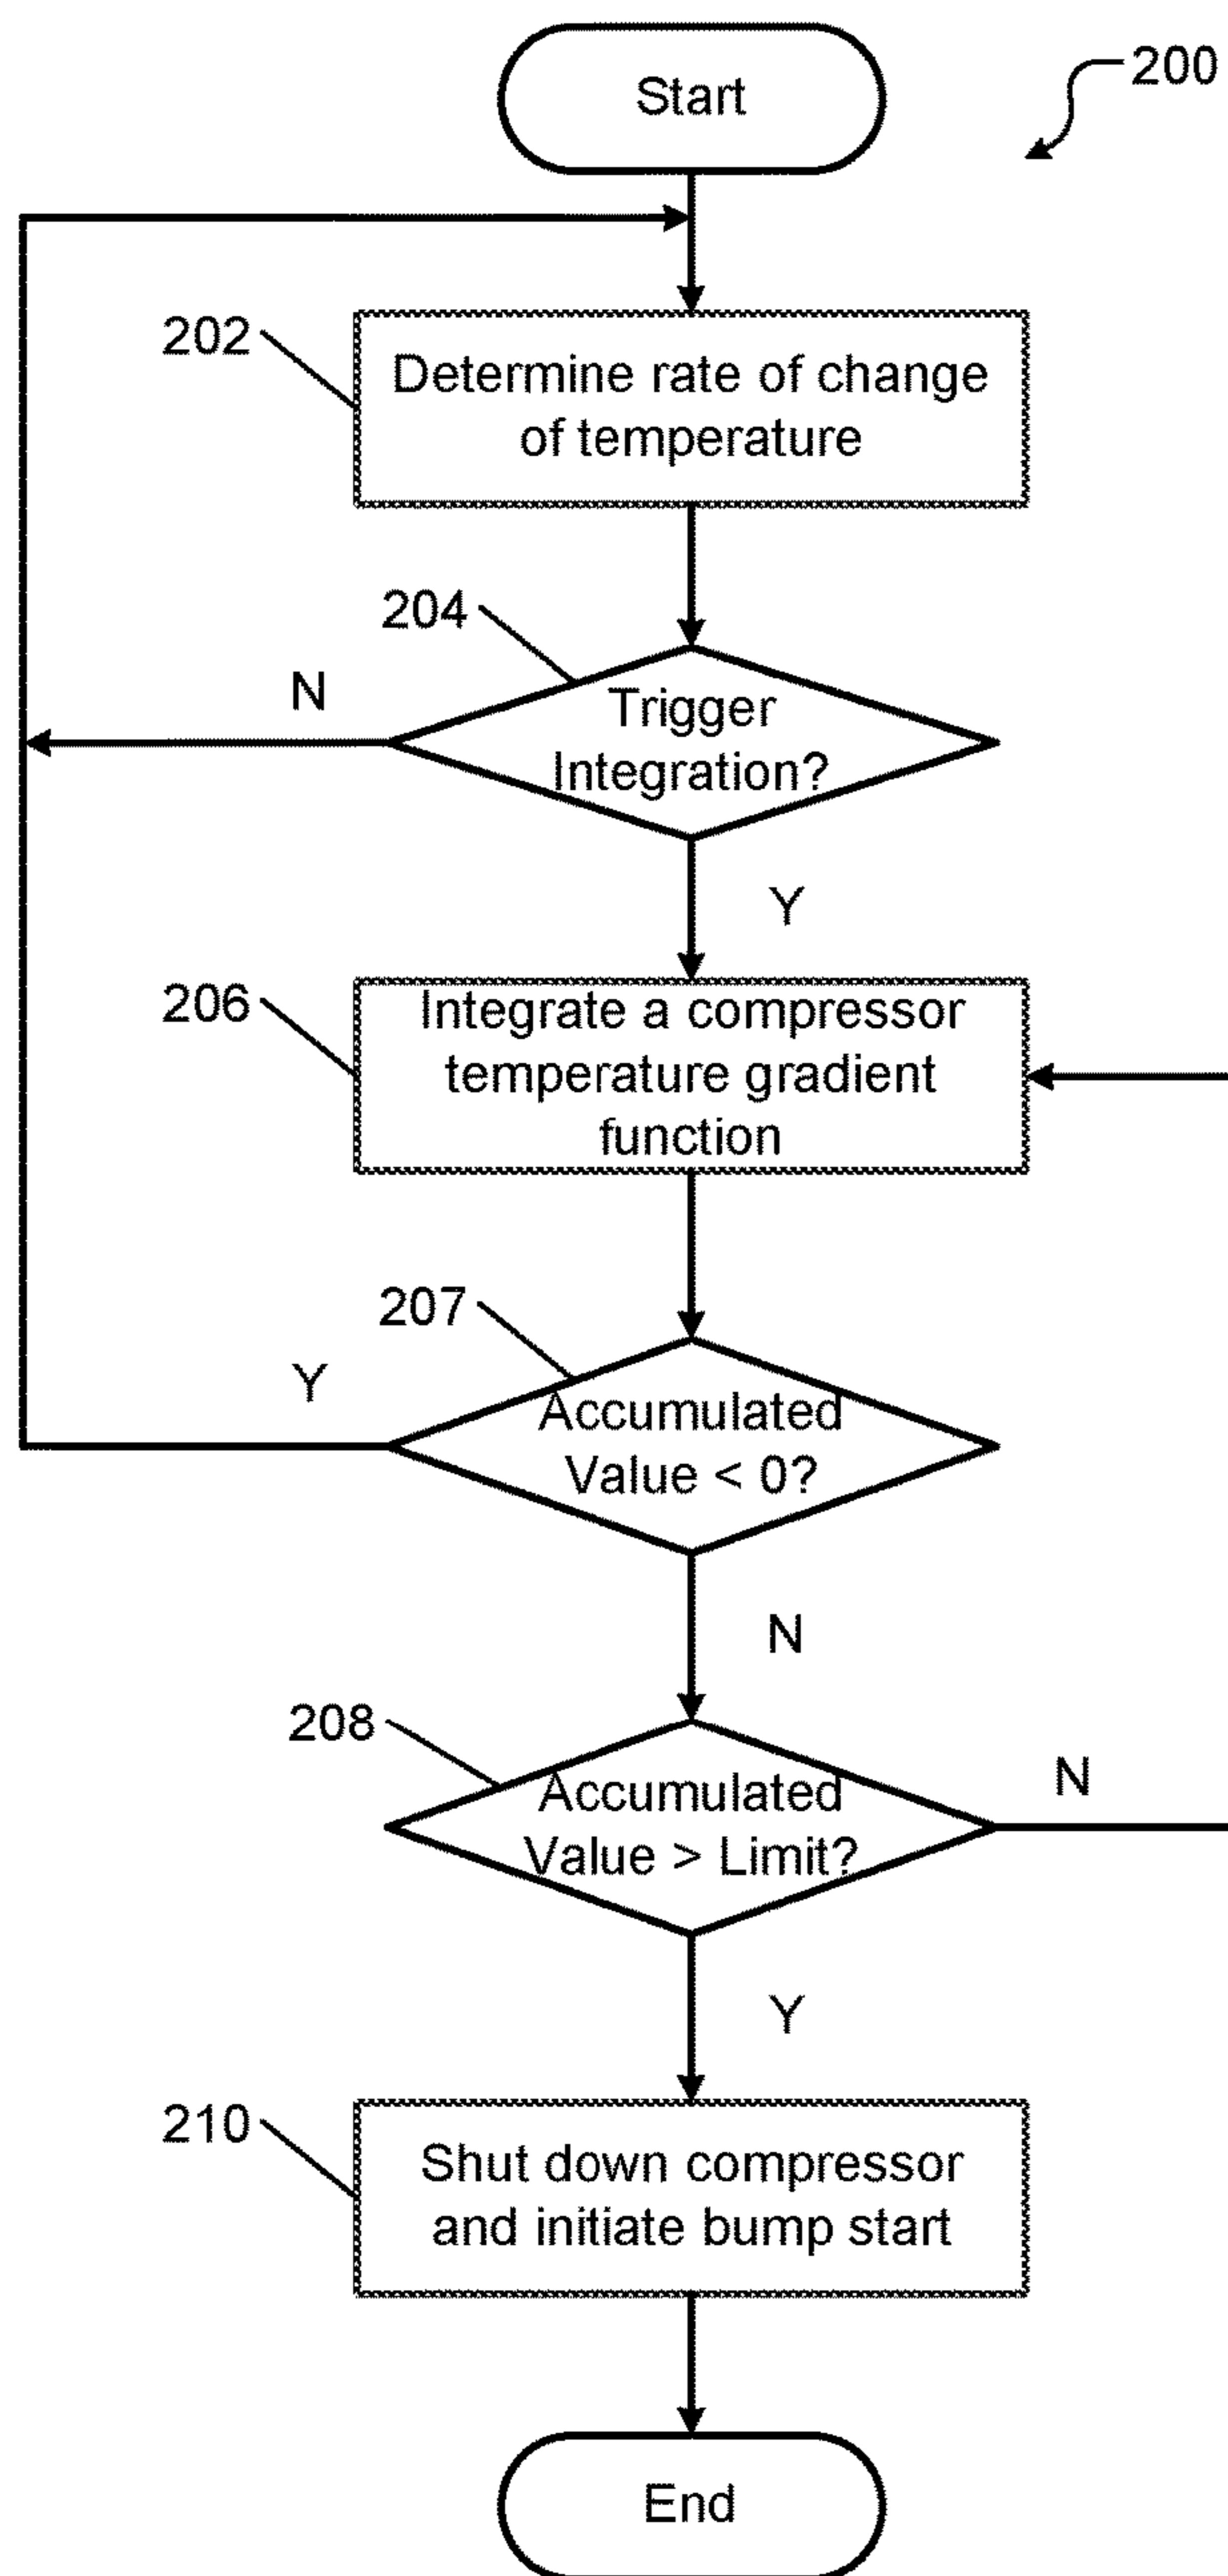 Start
200
202
Determine rate of change
of temperature
204
N
Trigger
Integration?
Y
206
Integrate a compressor
temperature gradient
function
207
Y
Accumulated
Value < 0?
N
208
Accumulated
Value > Limit?
N
Y
210
Shut down compressor
and initiate bump start
End